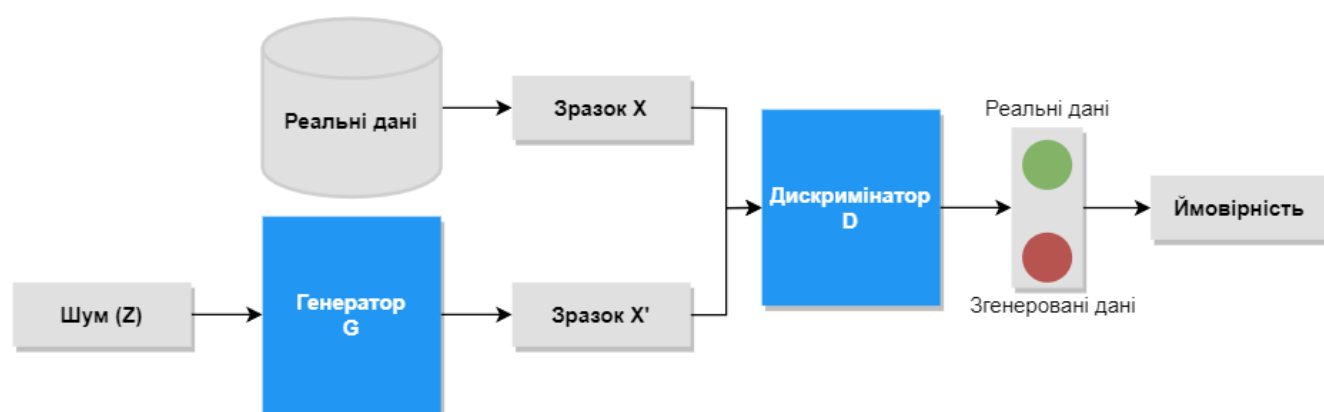 Реальні дані
Зразок X
Дискримінатор
D
Реальні дані
Згенеровані дані
Ймовірність
Шум (Z)
Генератор
G
Зразок X'